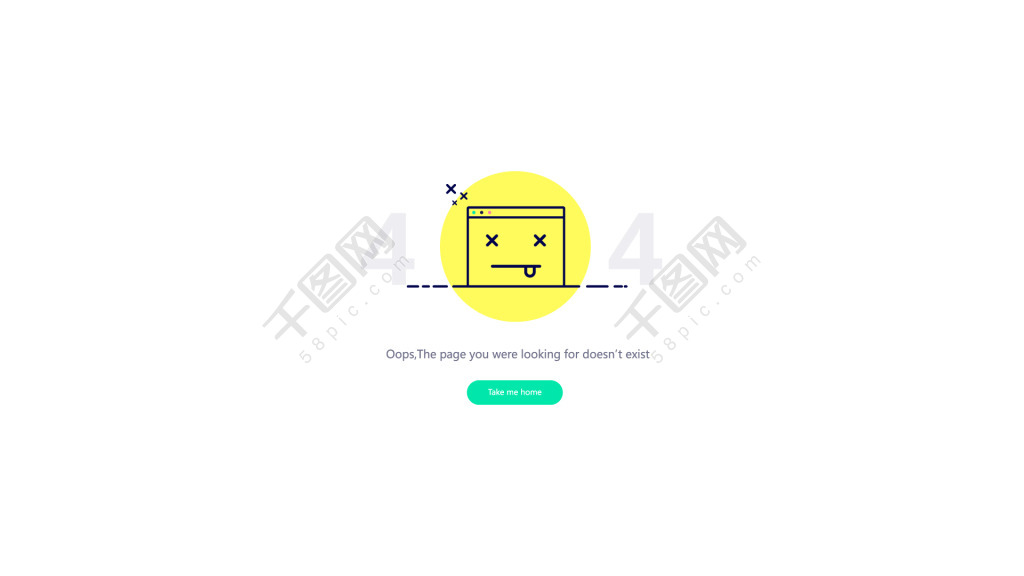 4 4
千图网 千图网
58pic.com 58pic.com
Oops,The page you were looking for doesn't exist
Take me home